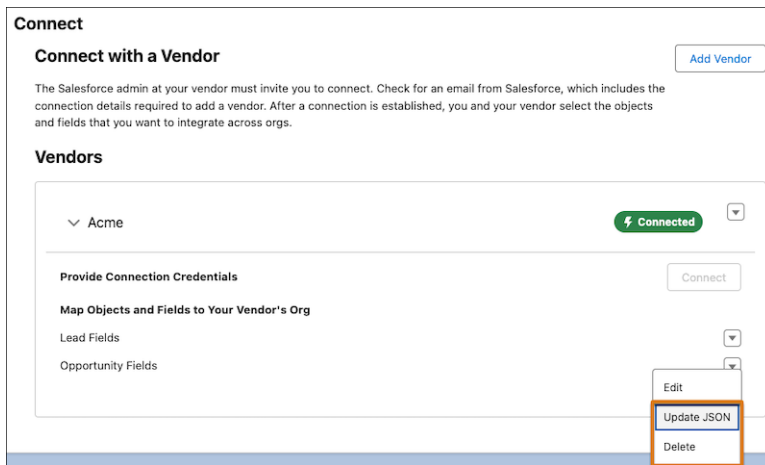 Connect
Connect with a Vendor
Add Vendor
The Salesforce admin at your vendor must invite you to connect. Check for an email from Salesforce, which includes the
connection details required to add a vendor. After a connection is established, you and your vendor select the objects
and fields that you want to integrate across orgs.
Vendors
Acme
Connected
Provide Connection Credentials
Connect
Map Objects and Fields to Your Vendor's Org
Lead Fields
Opportunity Fields
Edit
Update JSON
Delete